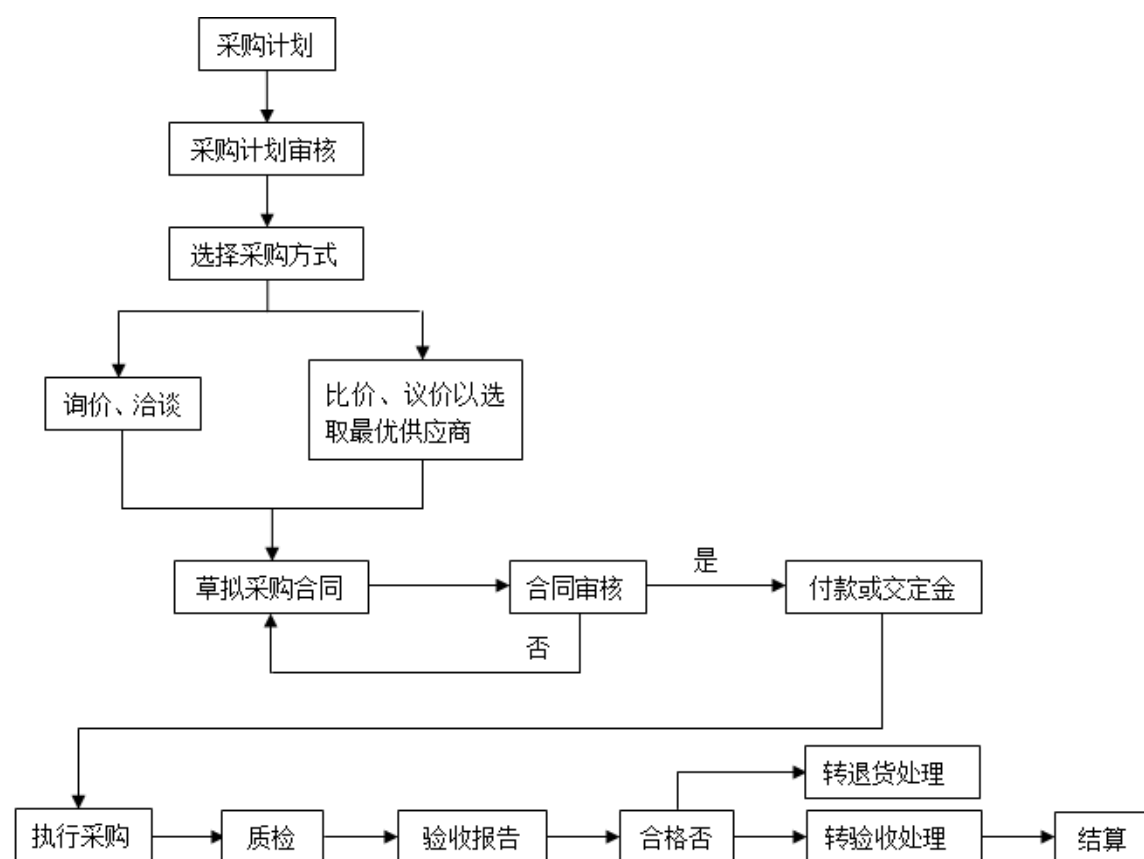 采购计划
采购计划审核
选择采购方式
询价、洽谈
比价、议价以选
取最优供应商
草拟采购合同
合同审核
是
付款或交定金
否
转退货处理
执行采购
质检
验收报告
合格否
转验收处理
结算